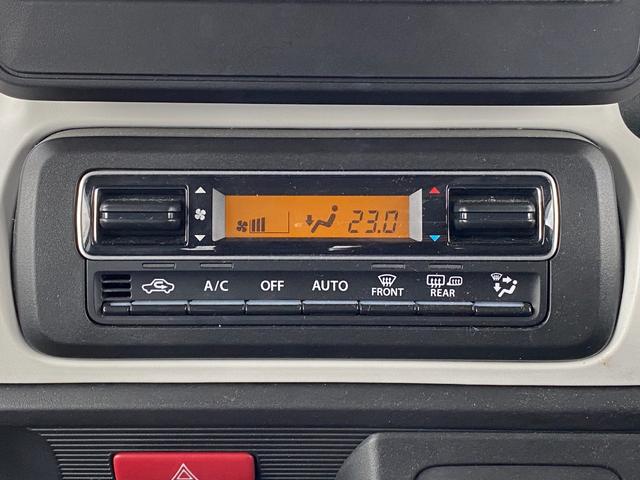 23.0
A/C OFF AUTO FRONT REAR